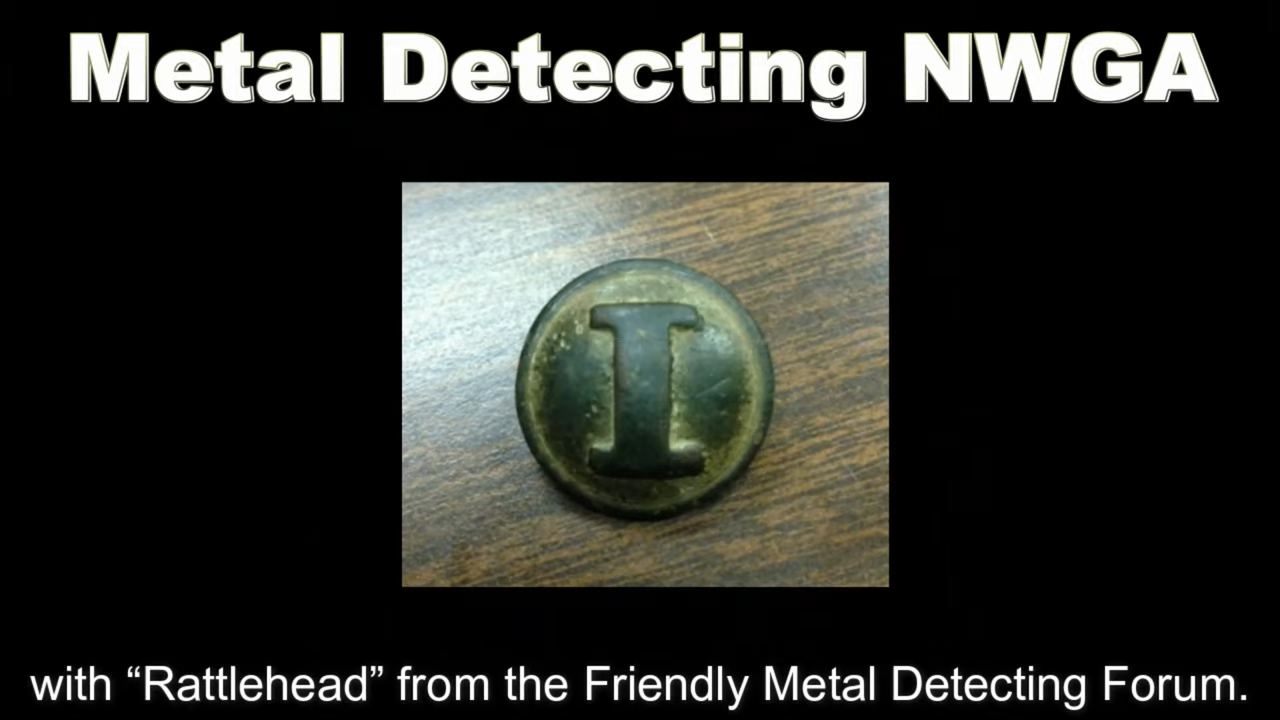 Metal Detecting NWGA
I
with “Rattlehead” from the Friendly Metal Detecting Forum.